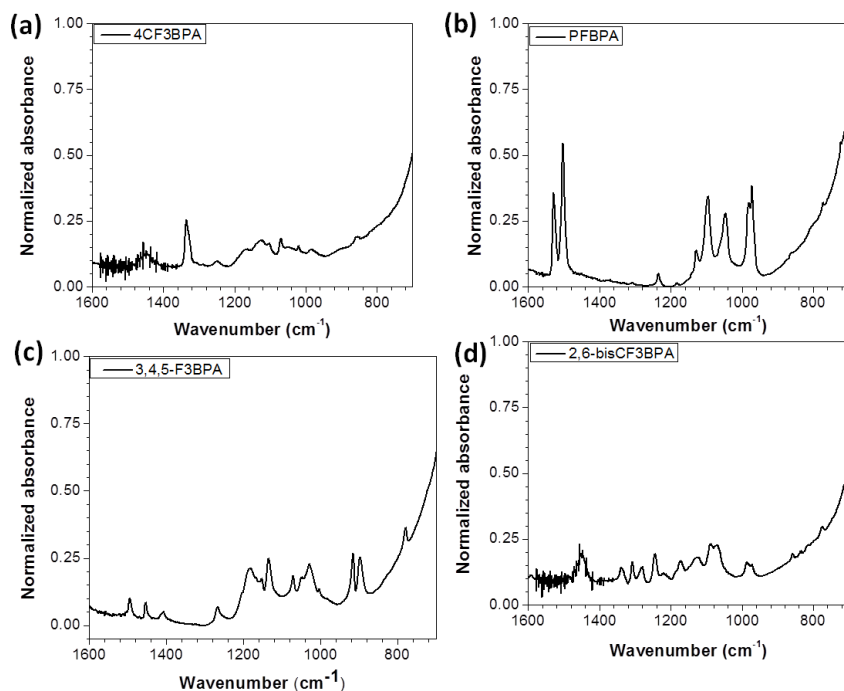 (a)
4CF3BPA
1.00
0.75
0.50
0.25
0.00
Normalized absorbance
1600 1400 1200 1000 800
Wavenumber (cm-1)
(b)
PFBPA
1.00
0.75
0.50
0.25
0.00
Normalized absorbance
1600 1400 1200 1000 800
Wavenumber (cm-1)
(c)
3,4,5-F3BPA
1.00
0.75
0.50
0.25
0.00
Normalized absorbance
1600 1400 1200 1000 800
Wavenumber (cm-1)
(d)
2,6-bisCF3BPA
1.00
0.75
0.50
0.25
0.00
Normalized absorbance
1600 1400 1200 1000 800
Wavenumber (cm-1)